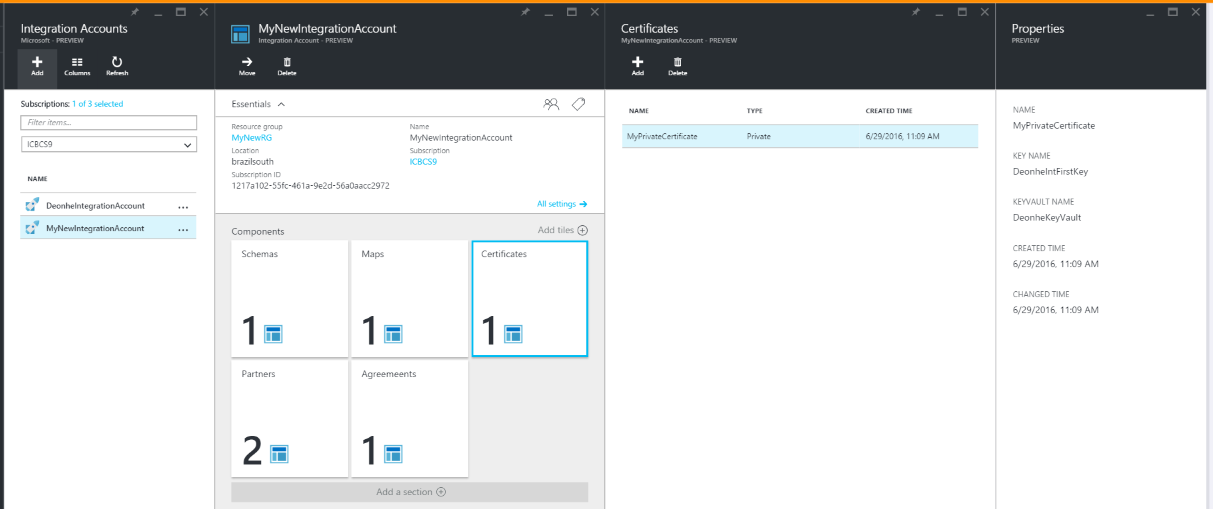 Integration Accounts
Microsoft - PREVIEW
Add
Columns
Refresh
Subscriptions: 1 of 3 selected
Filter items...
ICBCS9
NAME
DeonheIntegrationAccount ...
MyNewIntegrationAccount ...
MyNewIntegrationAccount
Integration Account - PREVIEW
Move
Delete
Essentials
Resource group
MyNewRG
Location
brazilsouth
Subscription ID
1217a102-55fc-461a-9e2d-56a0aacc2972
Name
MyNewIntegrationAccount
Subscription
ICBCS9
All settings
Components
Add tiles
Schemas
1
Maps
1
Certificates
1
Partners
2
Agreements
1
Add a section
Certificates
MyNewIntegrationAccount - PREVIEW
Add
Delete
NAME TYPE CREATED TIME
MyPrivateCertificate Private 6/29/2016, 11:09 AM
Properties
PREVIEW
NAME
MyPrivateCertificate
KEY NAME
DeonheIntFirstKey
KEYVAULT NAME
DeonheKeyVault
CREATED TIME
6/29/2016, 11:09 AM
CHANGED TIME
6/29/2016, 11:09 AM